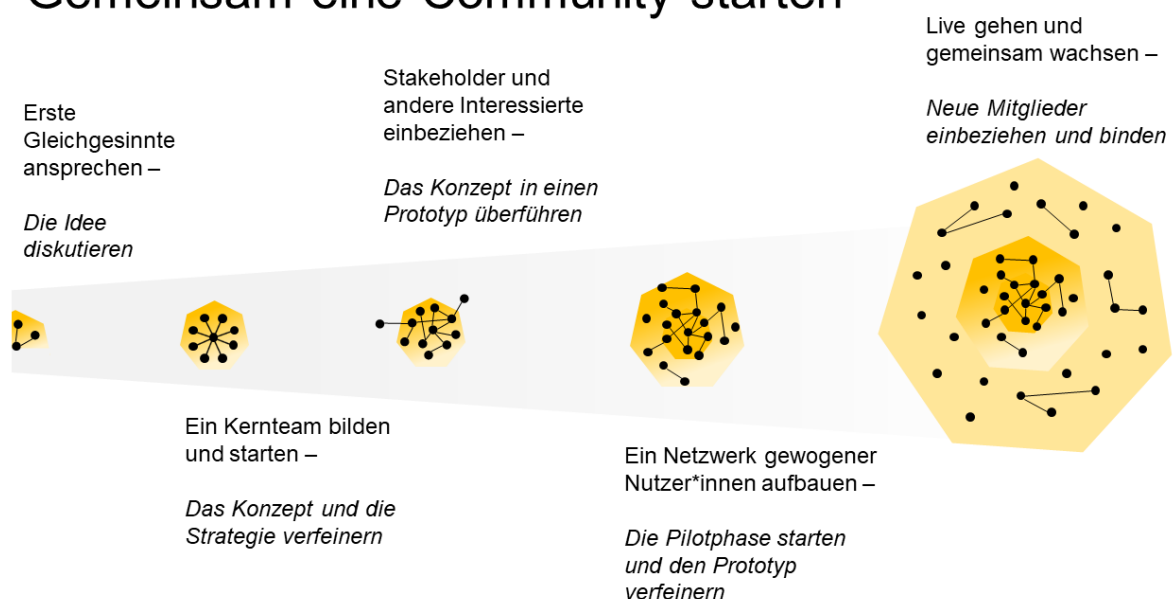 Gemeinsam eine Community starten
Erste
Gleichgesinnte
ansprechen –
Die Idee
diskutieren
Ein Kernteam bilden
und starten –
Das Konzept und die
Strategie verfeinern
Stakeholder und
andere Interessierte
einbeziehen –
Das Konzept in einen
Prototyp überführen
Ein Netzwerk gewogener
Nutzer*innen aufbauen –
Die Pilotphase starten
und den Prototyp
verfeinern
Live gehen und
gemeinsam wachsen –
Neue Mitglieder
einbeziehen und binden